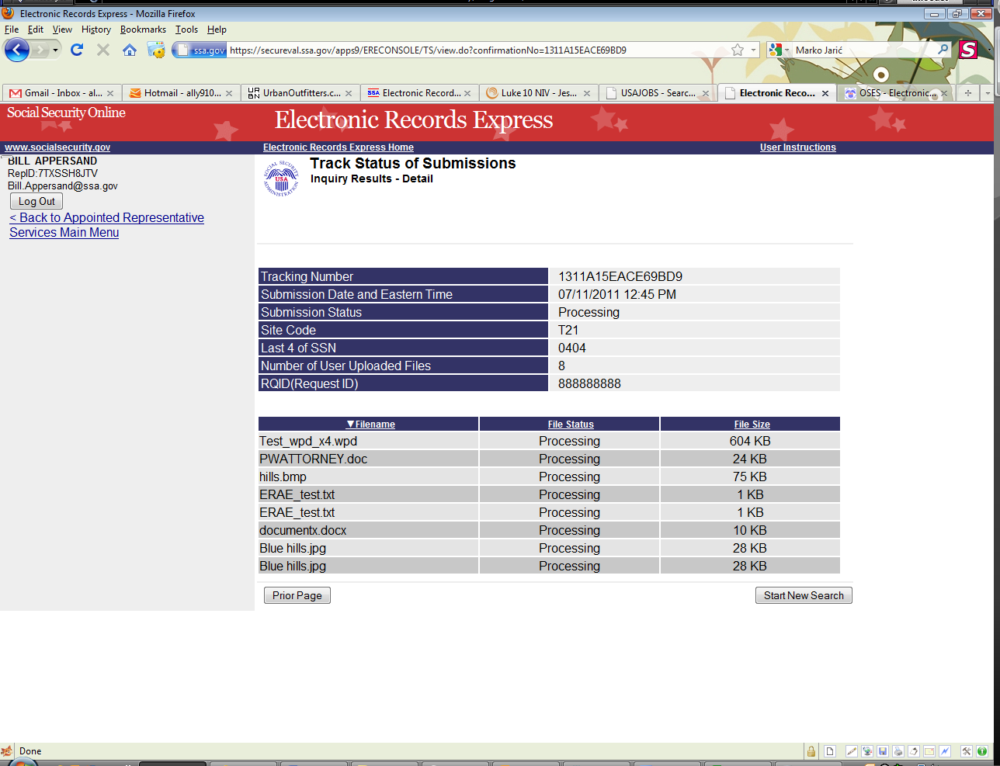 Electronic Records Express - Mozilla Firefox
File Edit View History Bookmarks Tools Help
ssa.gov https://secureval.ssa.gov/apps9/ERECONSOLE/TS/view.do?confirmationNo=1311A15EACE69BD9 Marko Jarić
Gmail - Inbox - al... Hotmail - ally910... UrbanOutfitters.c... Electronic Record... Luke 10 NIV - Jes... USAJOBS - Searc... Electronic Reco... OSES - Electronic...
Social Security Online Electronic Records Express
www.socialsecurity.gov Electronic Records Express Home User Instructions
BILL APPERSAND
RepID:7TXSSH8JTV
Bill.Appersand@ssa.gov
Log Out
< Back to Appointed Representative
Services Main Menu
SOCIAL SECURITY ADMINISTRATION
USA
Track Status of Submissions
Inquiry Results - Detail
Tracking Number 1311A15EACE69BD9
Submission Date and Eastern Time 07/11/2011 12:45 PM
Submission Status Processing
Site Code T21
Last 4 of SSN 0404
Number of User Uploaded Files 8
RQID(Request ID) 888888888
▼Filename File Status File Size
Test_wpd_x4.wpd Processing 604 KB
PWATTORNEY.doc Processing 24 KB
hills.bmp Processing 75 KB
ERAE_test.txt Processing 1 KB
ERAE_test.txt Processing 1 KB
documentx.docx Processing 10 KB
Blue hills.jpg Processing 28 KB
Blue hills.jpg Processing 28 KB
Prior Page Start New Search
Done